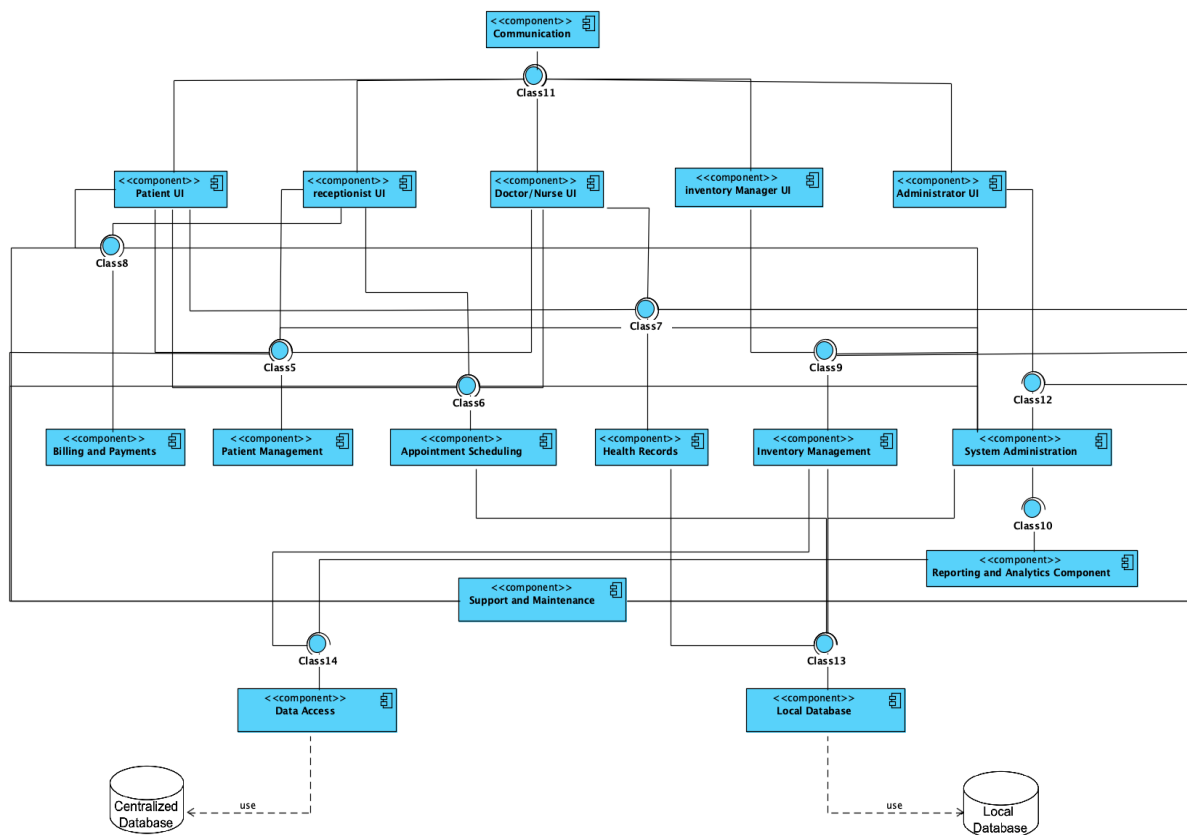 <<component>>
Communication
Class11
<<component>>
Patient UI
<<component>>
receptionist UI
<<component>>
Doctor/Nurse UI
<<component>>
inventory Manager UI
<<component>>
Administrator UI
Class8
Class7
Class5
Class9
Class6
Class12
<<component>>
Billing and Payments
<<component>>
Patient Management
<<component>>
Appointment Scheduling
<<component>>
Health Records
<<component>>
Inventory Management
<<component>>
System Administration
Class10
<<component>>
Reporting and Analytics Component
<<component>>
Support and Maintenance
Class14
Class13
<<component>>
Data Access
<<component>>
Local Database
Centralized
Database
use
use
Local
Database